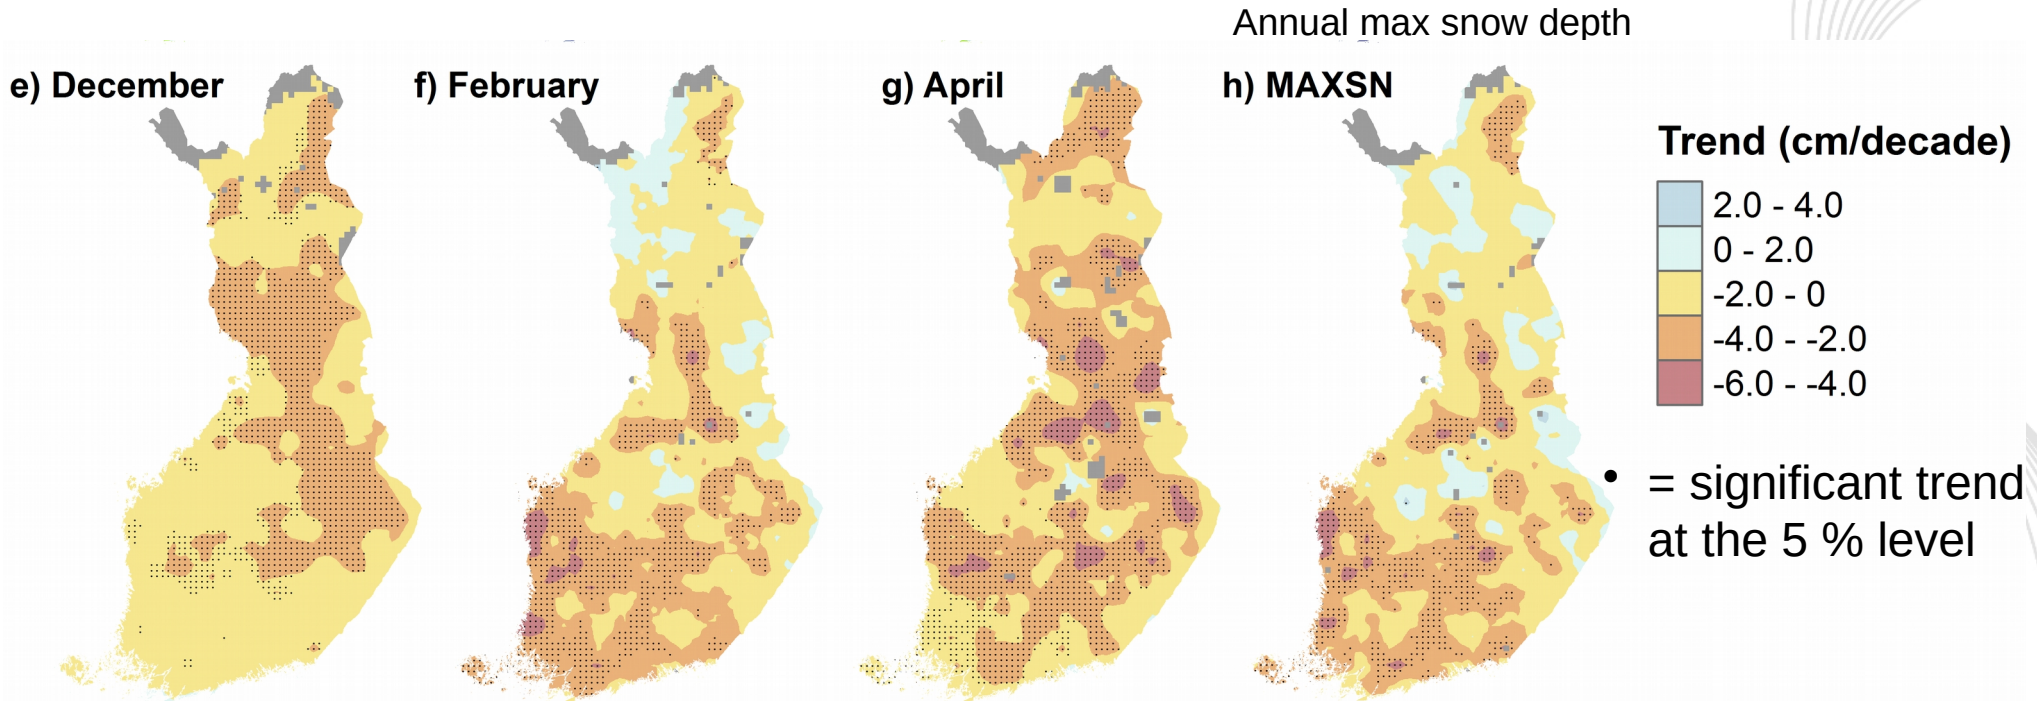 Annual max snow depth
e) December
f) February
g) April
h) MAXSN
Trend (cm/decade)
2.0 - 4.0
0 - 2.0
-2.0 - 0
-4.0 - -2.0
-6.0 - -4.0
• = significant trend
at the 5 % level